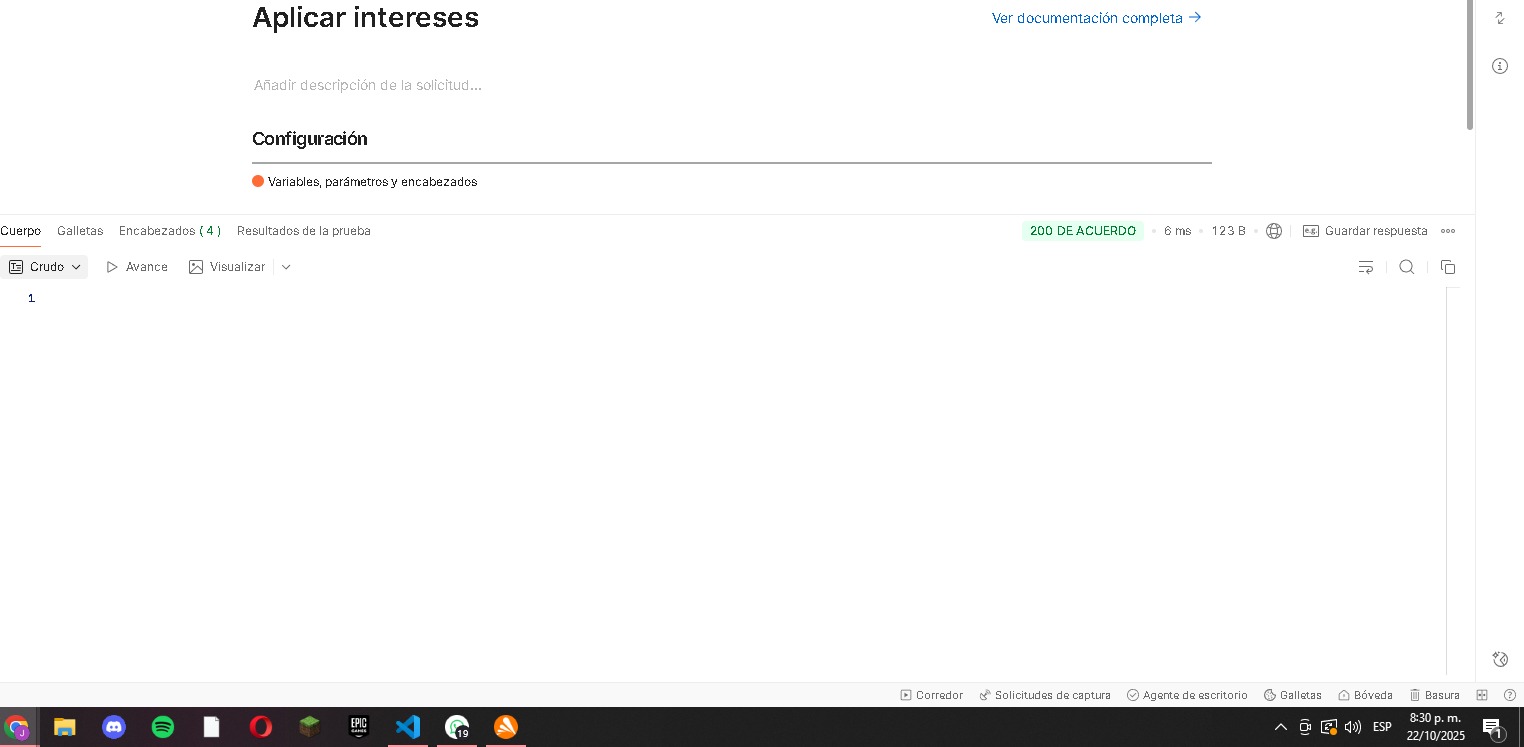 Aplicar intereses
Ver documentación completa →
Añadir descripción de la solicitud...
Configuración
Variables, parámetros y encabezados
Cuerpo Galletas Encabezados (4) Resultados de la prueba
200 DE ACUERDO • 6 ms • 123 B • Guardar respuesta
Crudo Avance Visualizar
1
Corredor Solicitudes de captura Agente de escritorio Galletas Bóveda Basura
EPIC GAMES
19
ESP
8:30 p. m.
22/10/2025
1